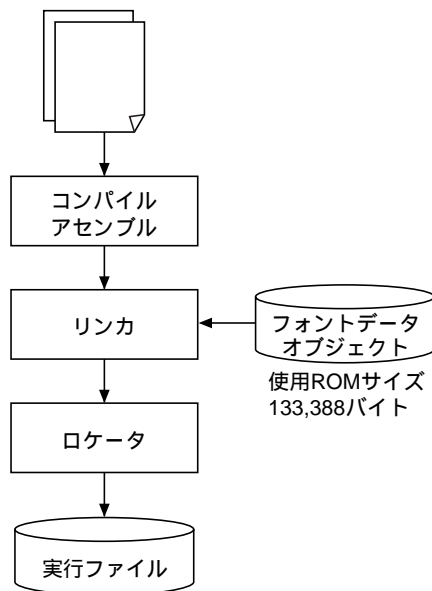 コンパイル
アセンブル
リンカ
フォントデータ
オブジェクト
使用ROMサイズ
133,388バイト
ロケータ
実行ファイル